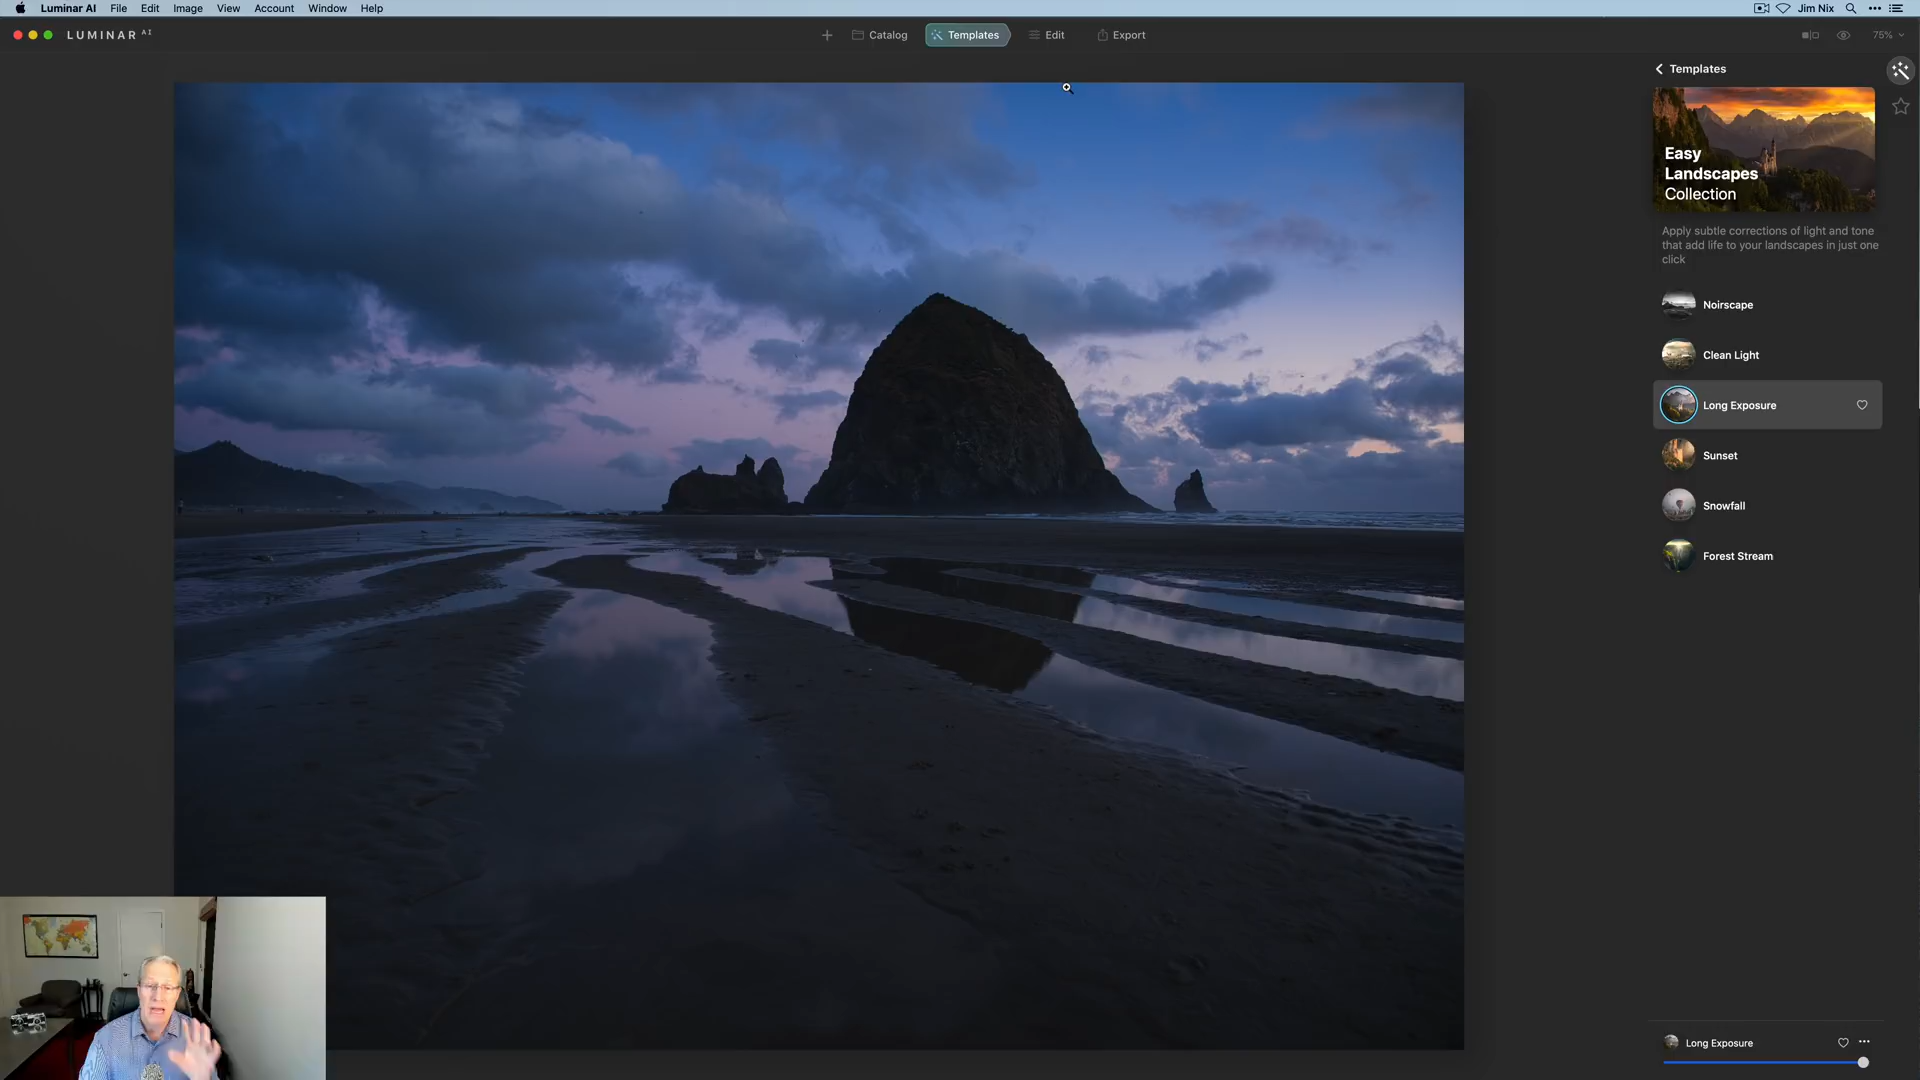 Luminar AI File Edit Image View Account Window Help Jim Nix
LUMINAR AI Catalog Templates Edit Export 75%
Templates
Easy
Landscapes
Collection
Apply subtle corrections of light and tone
that add life to your landscapes in just one
click
Noirscape
Clean Light
Long Exposure
Sunset
Snowfall
Forest Stream
Long Exposure